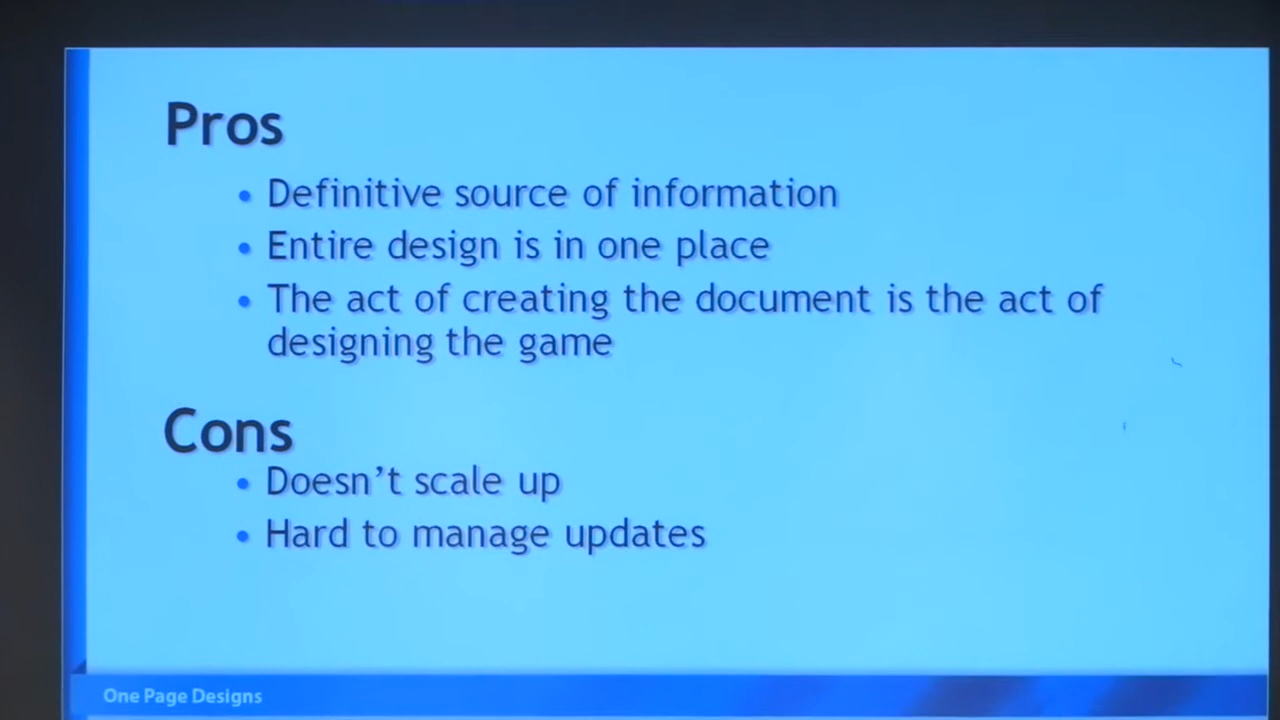 Pros
• Definitive source of information
• Entire design is in one place
• The act of creating the document is the act of
designing the game
Cons
• Doesn’t scale up
• Hard to manage updates
One Page Designs